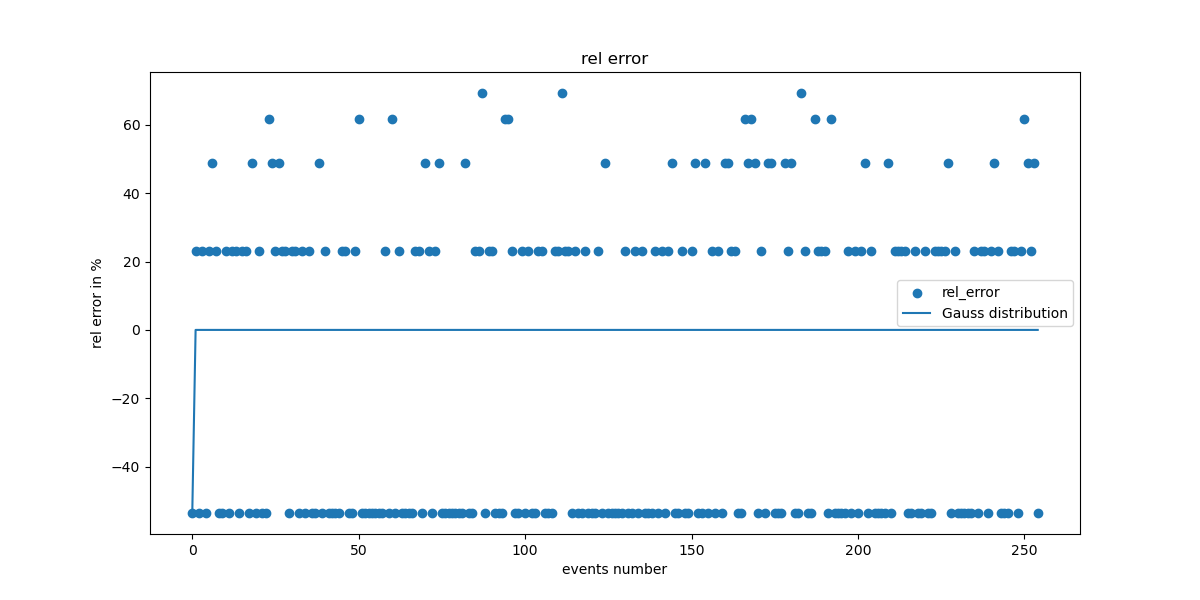 rel error
rel error in %
60
40
20
0
−20
−40
rel_error
Gauss distribution
0
50
100
150
200
250
events number